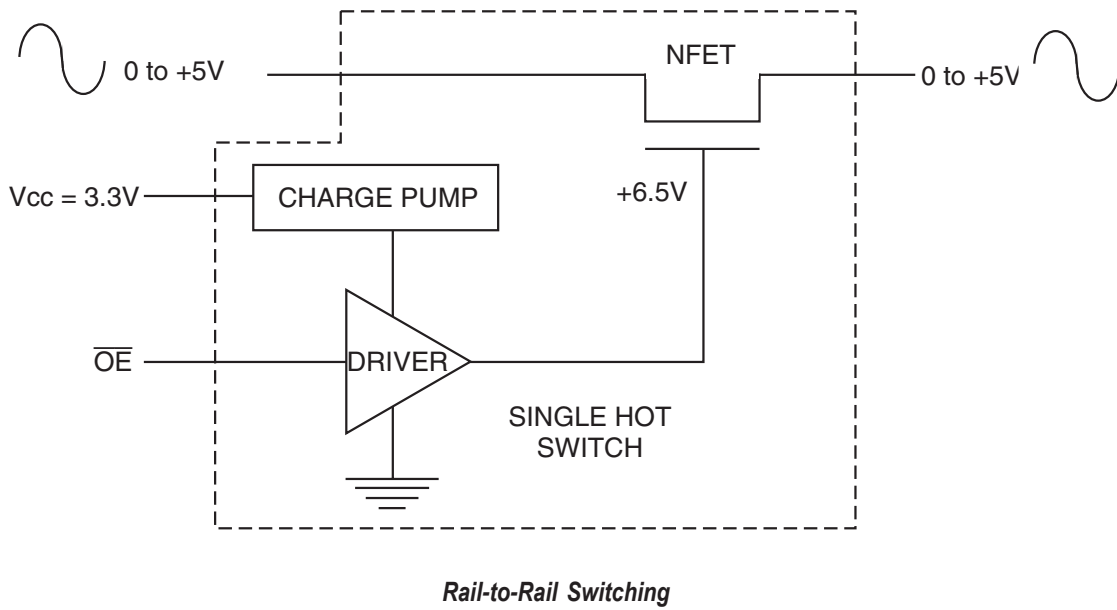 NFET
0 to +5V
0 to +5V
Vcc = 3.3V
CHARGE PUMP
+6.5V
OE
DRIVER
SINGLE HOT
SWITCH
Rail-to-Rail Switching